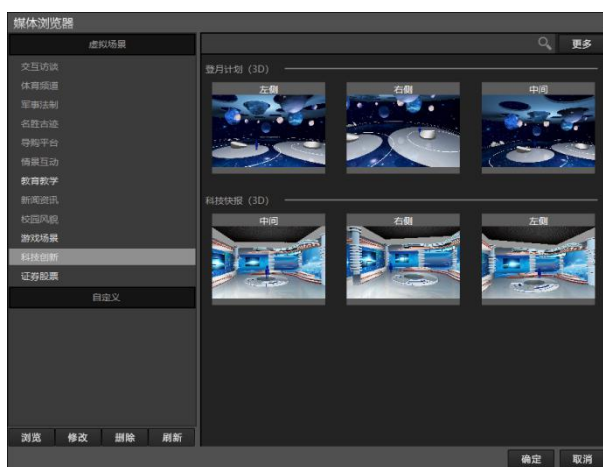 媒体浏览器
虚拟场景
更多
交互访谈
体育频道
军事法制
名胜古迹
导购平台
情景互动
教育教学
新闻资讯
校园风貌
游戏场景
科技创新
证券股票
自定义
登月计划 (3D)
左侧 右侧 中间
科技快报 (3D)
中间 右侧 左侧
浏览 修改 删除 刷新
确定 取消